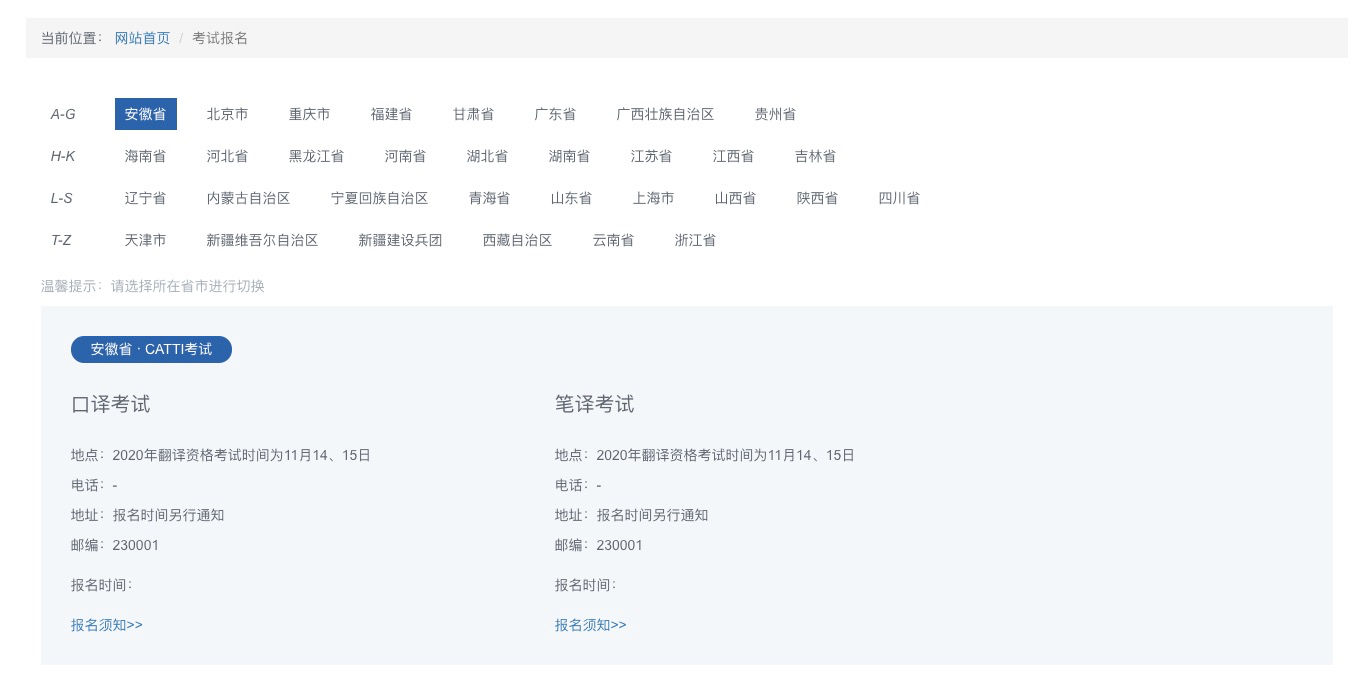 当前位置： 网站首页 / 考试报名
A-G 安徽省 北京市 重庆市 福建省 甘肃省 广东省 广西壮族自治区 贵州省
H-K 海南省 河北省 黑龙江省 河南省 湖北省 湖南省 江苏省 江西省 吉林省
L-S 辽宁省 内蒙古自治区 宁夏回族自治区 青海省 山东省 上海市 山西省 陕西省 四川省
T-Z 天津市 新疆维吾尔自治区 新疆建设兵团 西藏自治区 云南省 浙江省
温馨提示：请选择所在省市进行切换
安徽省 · CATTI考试
口译考试
地点：2020年翻译资格考试时间为11月14、15日
电话：-
地址：报名时间另行通知
邮编：230001
报名时间：
报名须知>>
笔译考试
地点：2020年翻译资格考试时间为11月14、15日
电话：-
地址：报名时间另行通知
邮编：230001
报名时间：
报名须知>>